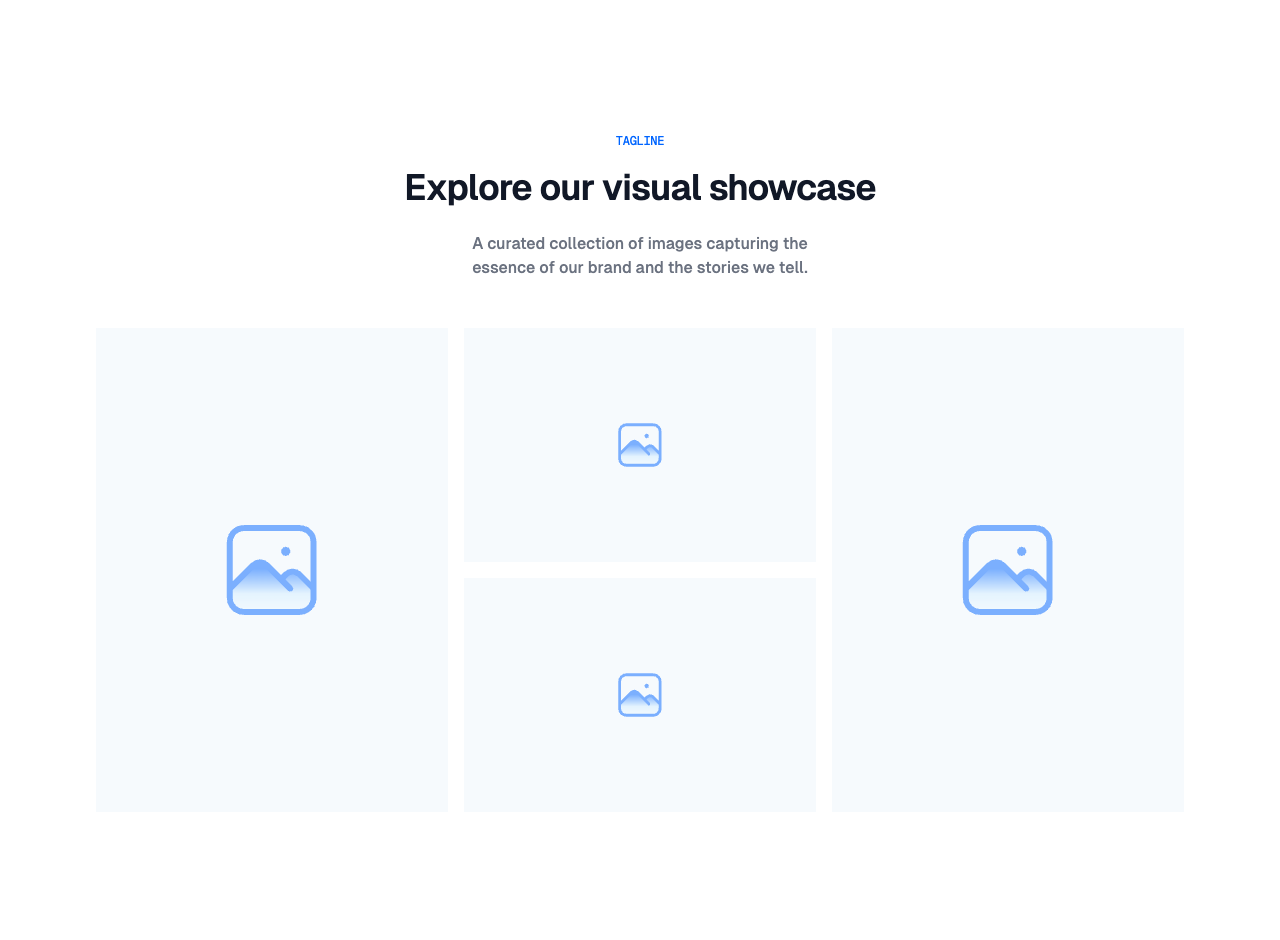 TAGLINE
Explore our visual showcase
A curated collection of images capturing the
essence of our brand and the stories we tell.